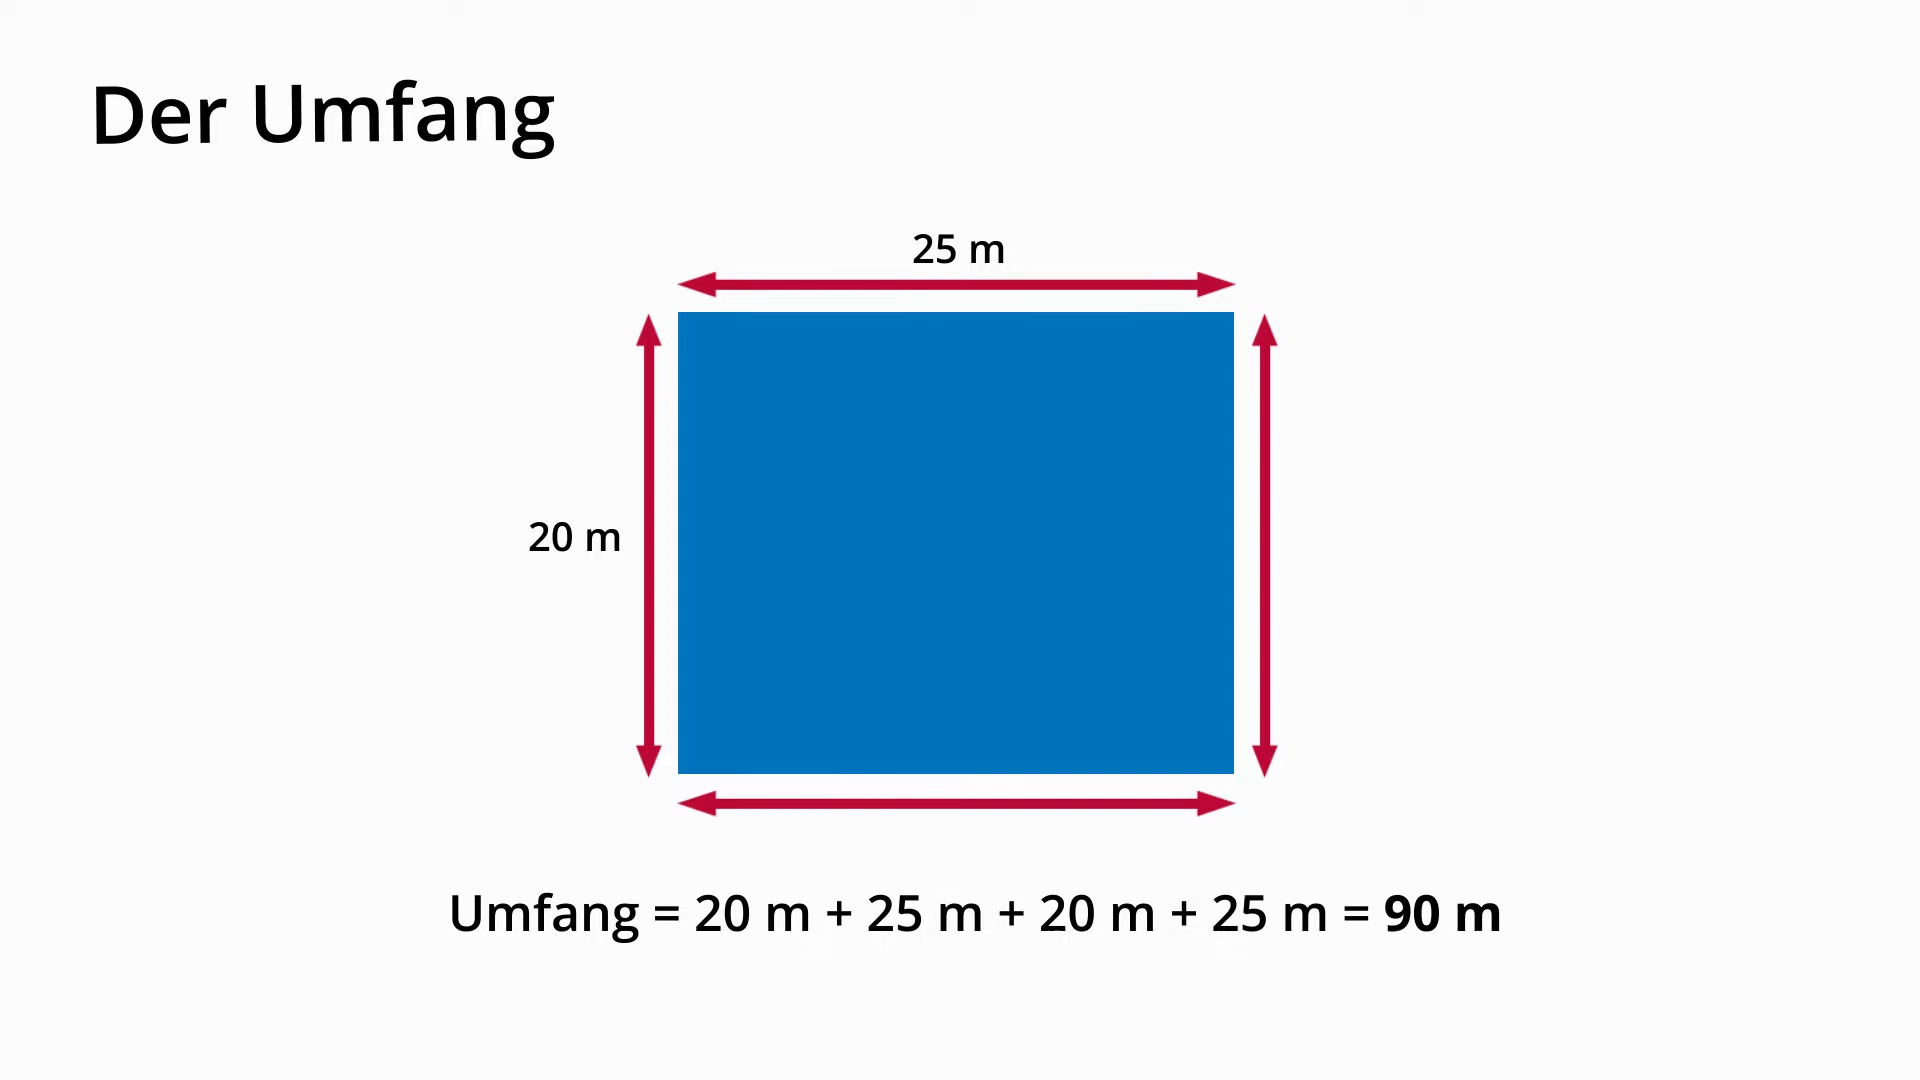 Der Umfang
25 m
20 m
Umfang = 20 m + 25 m + 20 m + 25 m = 90 m